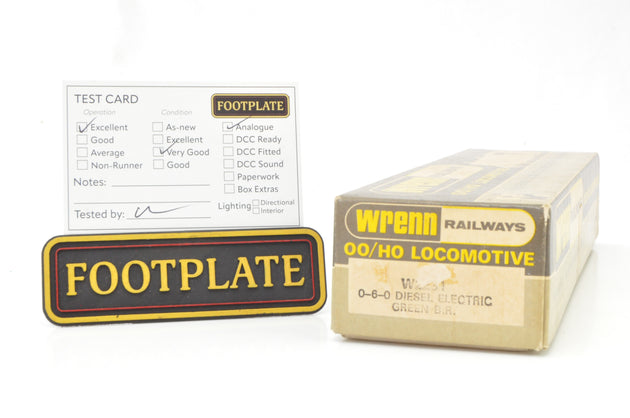 TEST CARD
FOOTPLATE
Operation
Condition
Excellent
As-new
Analogue
Good
Excellent
DCC Ready
Average
Very Good
DCC Fitted
Non-Runner
Good
DCC Sound
Notes:
Paperwork
Box Extras
Tested by:
Lighting
Directional
Interior
FOOTPLATE
Wrenn RAILWAYS
OO/HO LOCOMOTIVE
0-6-0 DIESEL ELECTRIC
GREEN B.R.